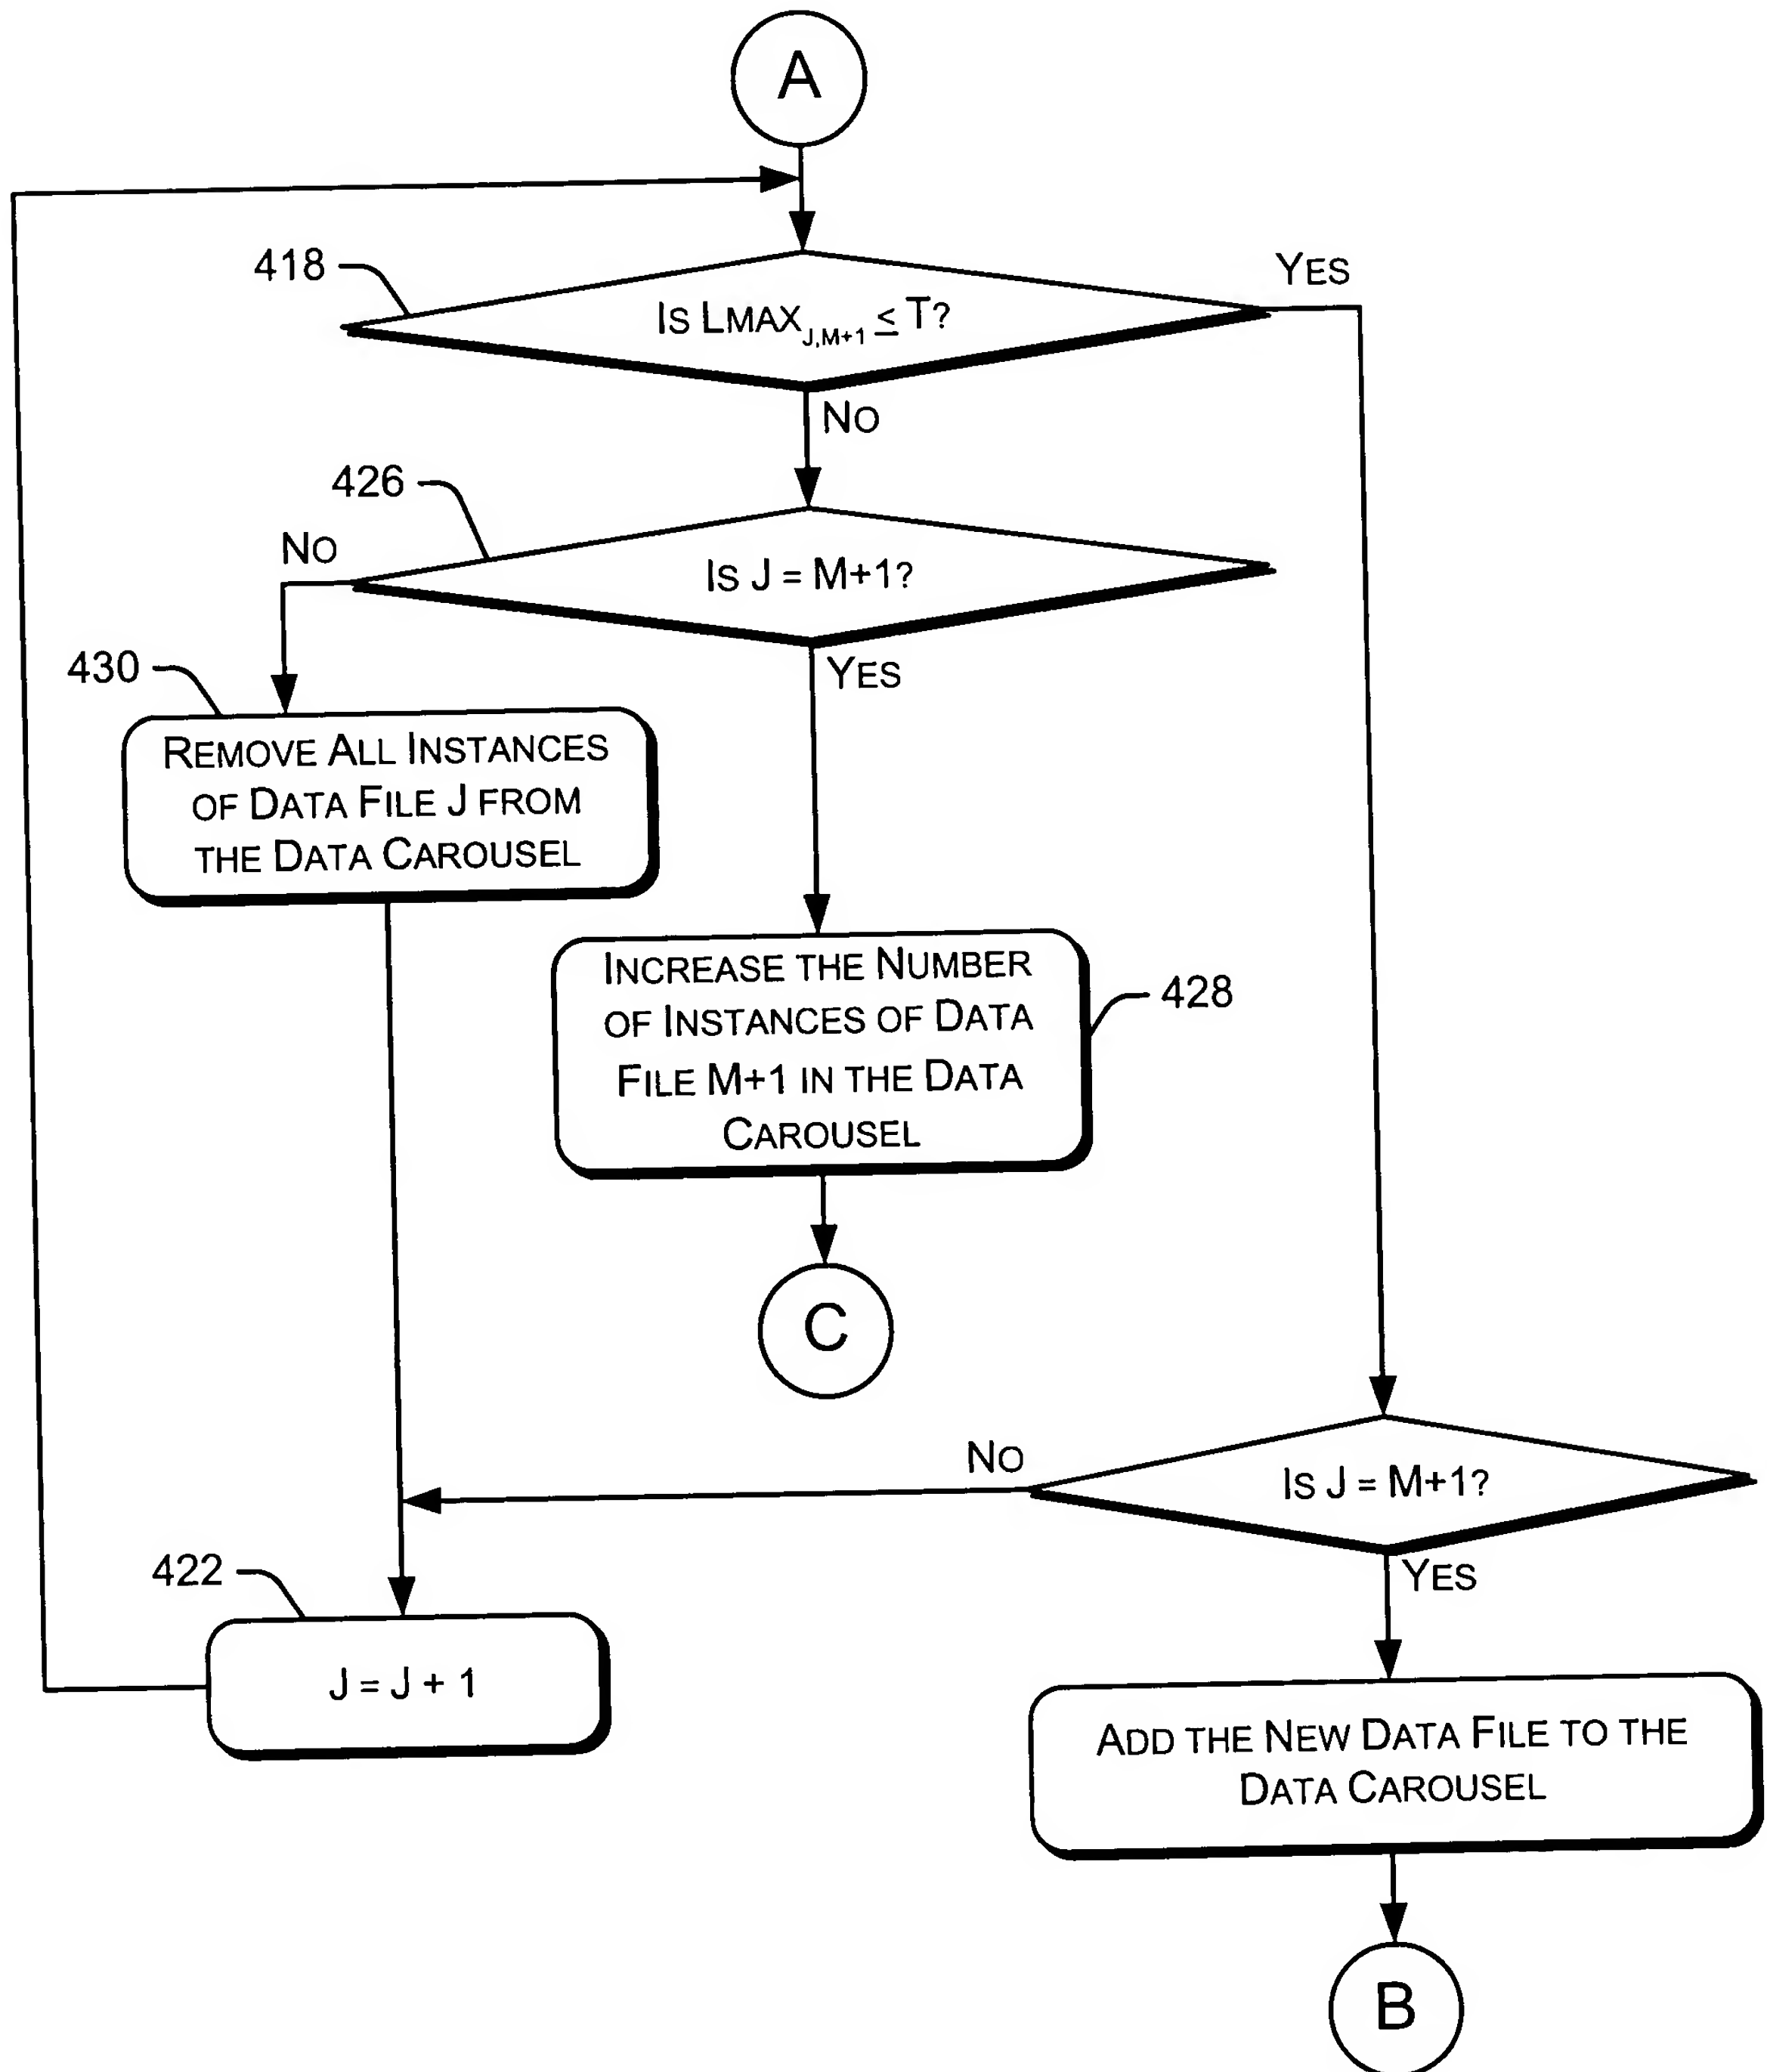 A
418
YES
IS LMAX J,M+1 ≤ T?
NO
426
NO
IS J = M+1?
430
YES
REMOVE ALL INSTANCES
OF DATA FILE J FROM
THE DATA CAROUSEL
INCREASE THE NUMBER
OF INSTANCES OF DATA
FILE M+1 IN THE DATA
CAROUSEL
428
C
NO
IS J = M+1?
422
YES
J = J + 1
ADD THE NEW DATA FILE TO THE
DATA CAROUSEL
B